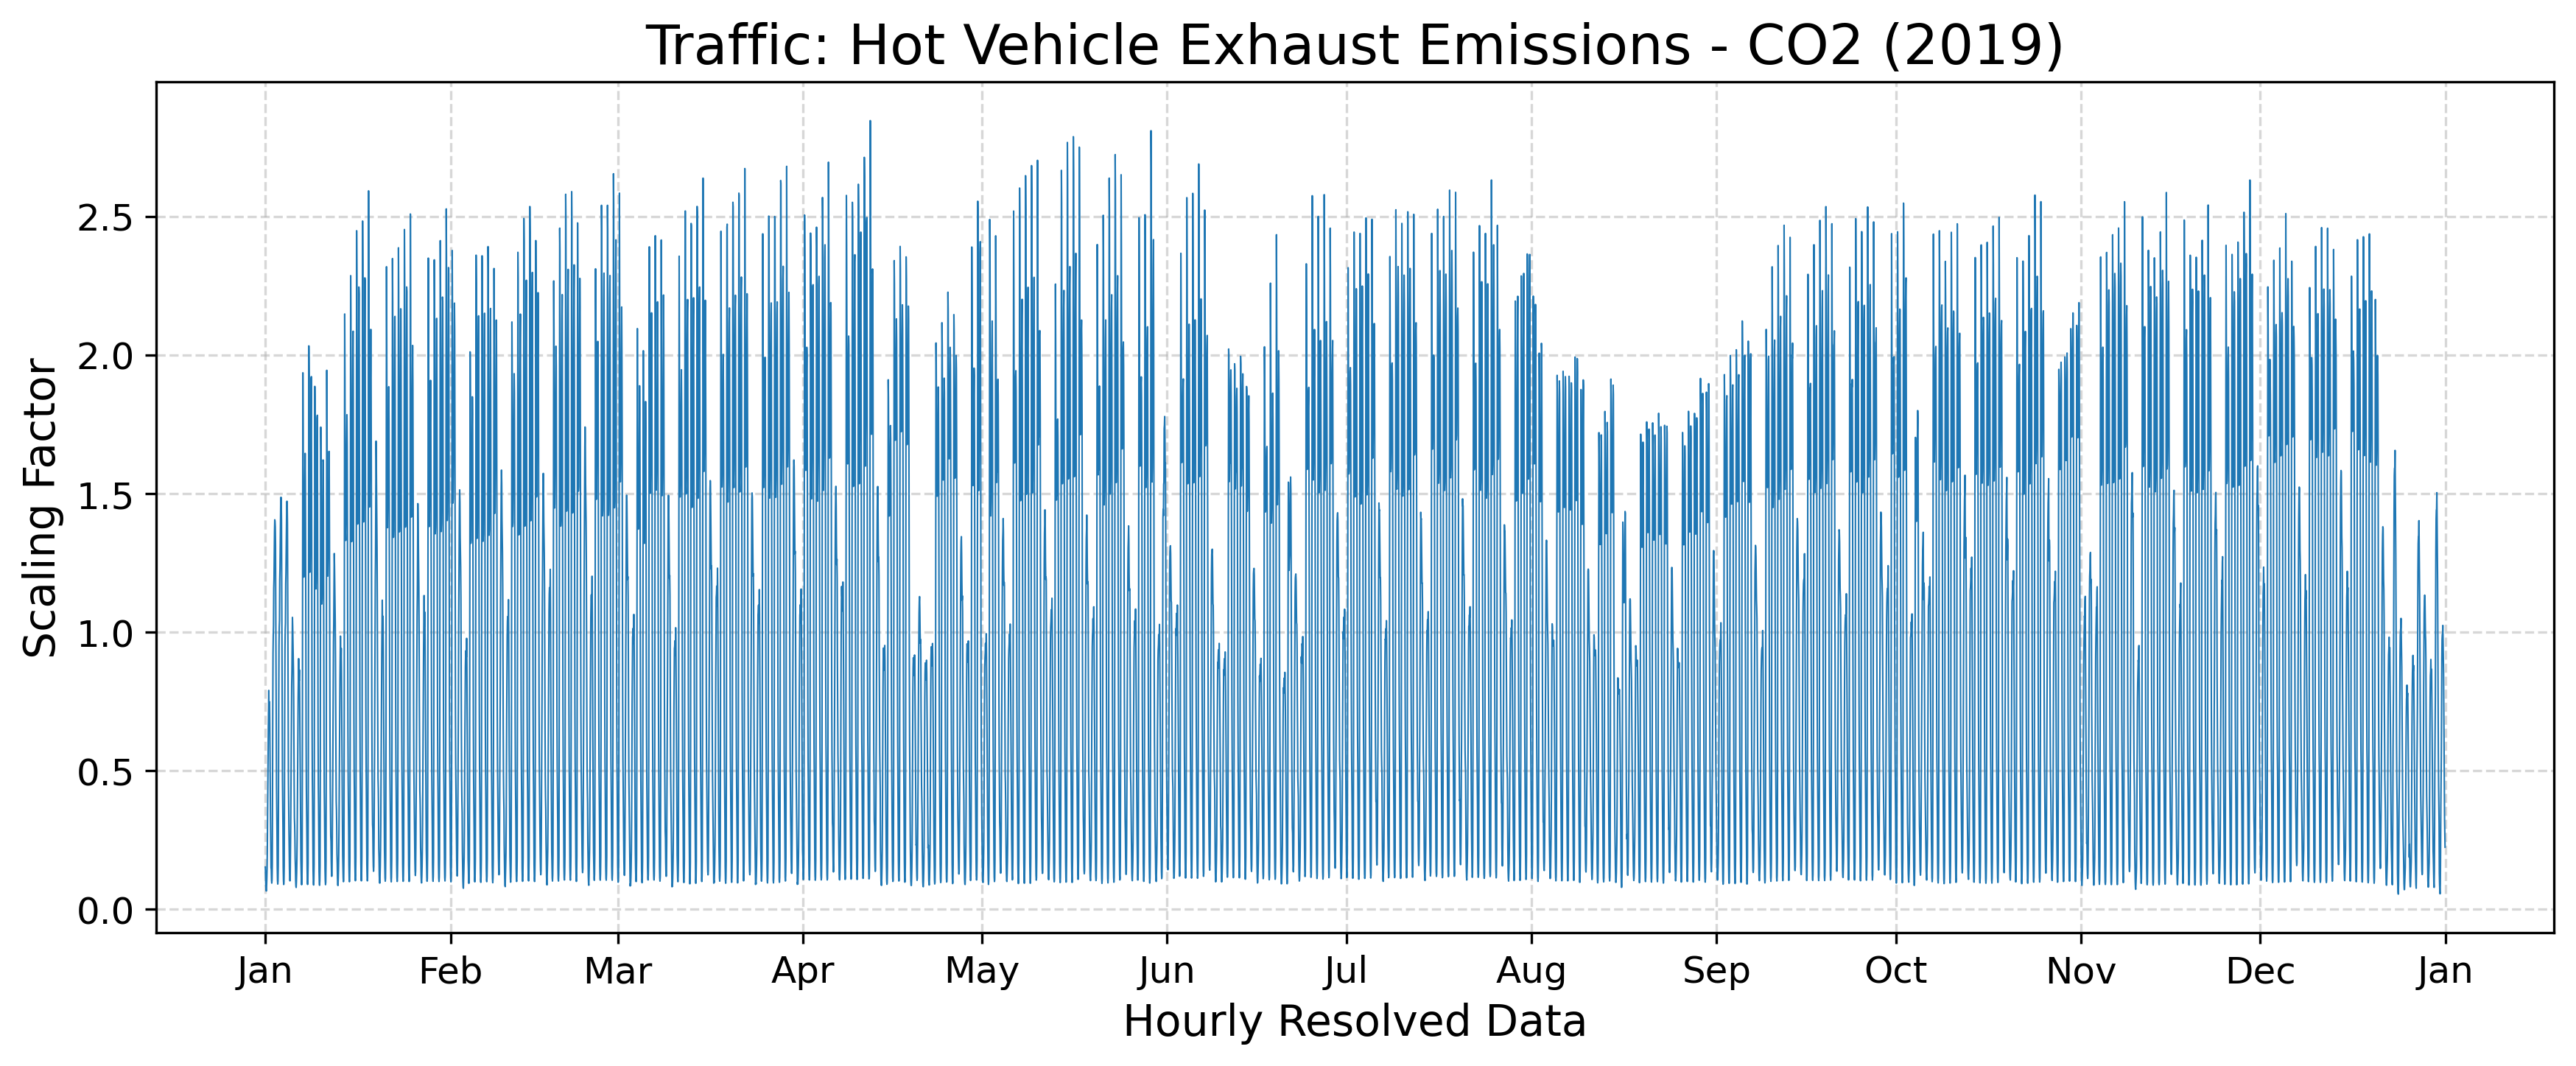 Traffic: Hot Vehicle Exhaust Emissions - CO2 (2019)
Scaling Factor
2.5
2.0
1.5
1.0
0.5
0.0
Jan Feb Mar Apr May Jun Jul Aug Sep Oct Nov Dec Jan
Hourly Resolved Data